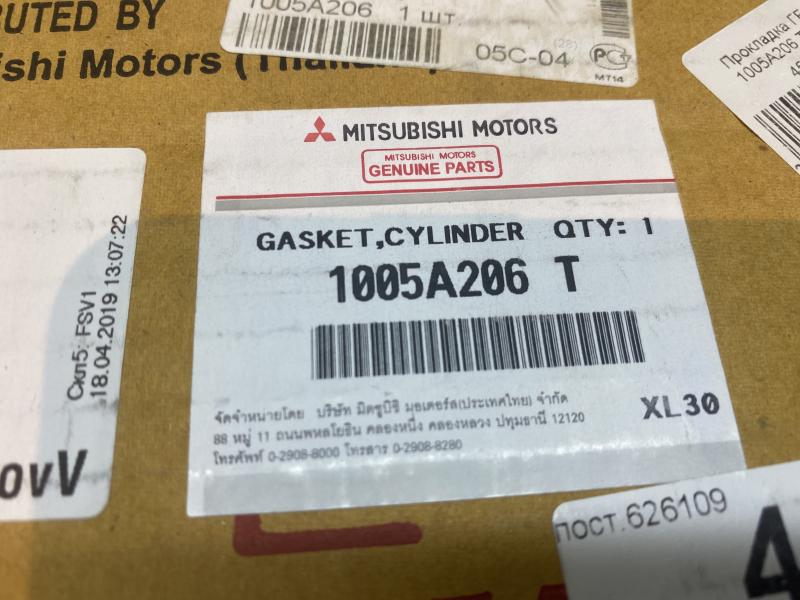 UTED BY
ishi Motors (Thailand)
1005A206 1 шт.
05C-04 (28)
РС
МТ14
Прокладка ГБ
1005A206
MITSUBISHI MOTORS
MITSUBISHI MOTORS
GENUINE PARTS
GASKET,CYLINDER QTY: 1
1005A206 T
จัดจำหน่ายโดย บริษัท มิตซูบิชิ มอเตอร์ส(ประเทศไทย) จำกัด
88 หมู่ 11 ถนนพหลโยธิน คลองหนึ่ง คลองหลวง ปทุมธานี 12120
โทรศัพท์ 0-2908-8000 โทรสาร 0-2908-8280
XL30
Скл5: FSV1
18.04.2019 13:07:22
ovV
пост.626109
4